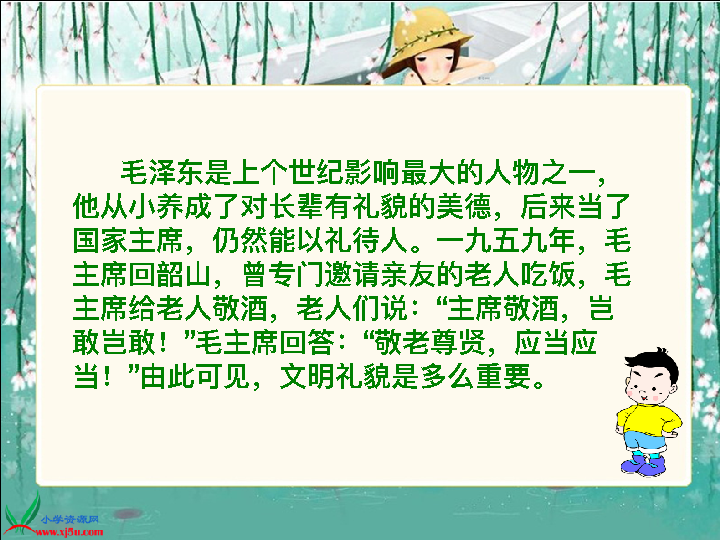 毛泽东是上个世纪影响最大的人物之一，
他从小养成了对长辈有礼貌的美德，后来当了
国家主席，仍然能以礼待人。一九五九年，毛
主席回韶山，曾专门邀请亲友的老人吃饭，毛
主席给老人敬酒，老人们说：“主席敬酒，岂
敢岂敢！”毛主席回答：“敬老尊贤，应当应
当！”由此可见，文明礼貌是多么重要。
小学资源网
www.xj5u.com